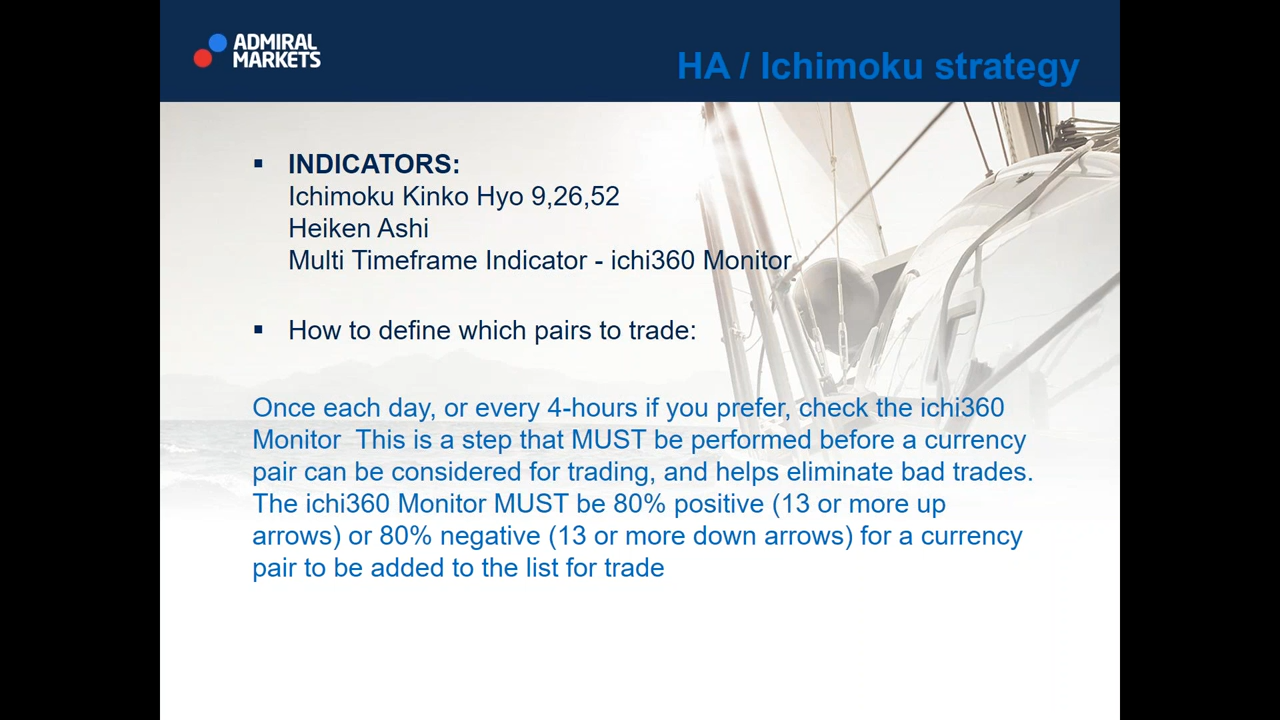 ADMIRAL
MARKETS
HA / Ichimoku strategy
▪ INDICATORS:
Ichimoku Kinko Hyo 9,26,52
Heiken Ashi
Multi Timeframe Indicator - ichi360 Monitor
▪ How to define which pairs to trade:
Once each day, or every 4-hours if you prefer, check the ichi360
Monitor  This is a step that MUST be performed before a currency
pair can be considered for trading, and helps eliminate bad trades.
The ichi360 Monitor MUST be 80% positive (13 or more up
arrows) or 80% negative (13 or more down arrows) for a currency
pair to be added to the list for trade